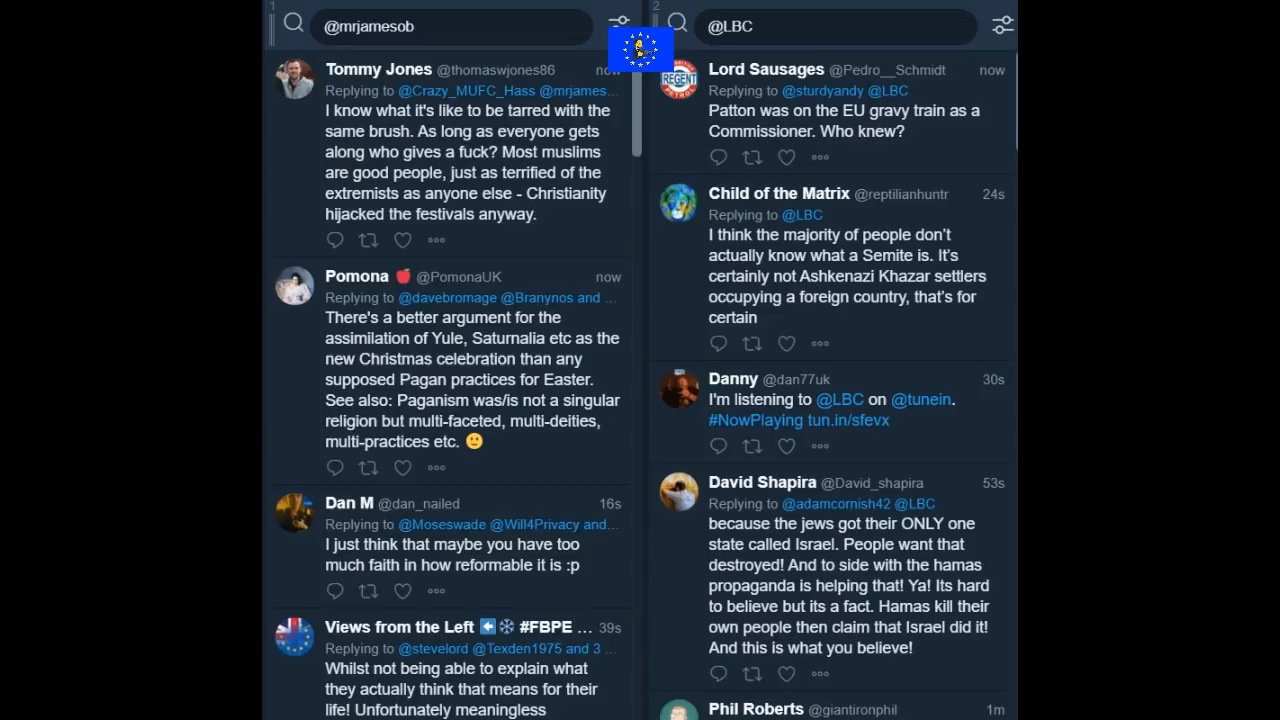 1
@mrjamesob
Tommy Jones @thomaswjones86 now
Replying to @Crazy_MUFC_Hass @mrjames...
I know what it's like to be tarred with the
same brush. As long as everyone gets
along who gives a fuck? Most muslims
are good people, just as terrified of the
extremists as anyone else - Christianity
hijacked the festivals anyway.
Pomona 🍎 @PomonaUK now
Replying to @davebromage @Branynos and ...
There's a better argument for the
assimilation of Yule, Saturnalia etc as the
new Christmas celebration than any
supposed Pagan practices for Easter.
See also: Paganism was/is not a singular
religion but multi-faceted, multi-deities,
multi-practices etc. 🙂
Dan M @dan_nailed 16s
Replying to @Moseswade @Will4Privacy and...
I just think that maybe you have too
much faith in how reformable it is :p
Views from the Left ⬅️❄️ #FBPE ... 39s
Replying to @stevelord @Texden1975 and 3 ...
Whilst not being able to explain what
they actually think that means for their
life! Unfortunately meaningless
2
@LBC
REGENT
PETROL
Lord Sausages @Pedro__Schmidt now
Replying to @sturdyandy @LBC
Patton was on the EU gravy train as a
Commissioner. Who knew?
Child of the Matrix @reptilianhuntr 24s
Replying to @LBC
I think the majority of people don't
actually know what a Semite is. It's
certainly not Ashkenazi Khazar settlers
occupying a foreign country, that's for
certain
Danny @dan77uk 30s
I'm listening to @LBC on @tunein.
#NowPlaying tun.in/sfevx
David Shapira @David_shapira 53s
Replying to @adamcornish42 @LBC
because the jews got their ONLY one
state called Israel. People want that
destroyed! And to side with the hamas
propaganda is helping that! Ya! Its hard
to believe but its a fact. Hamas kill their
own people then claim that Israel did it!
And this is what you believe!
Phil Roberts @giantironphil 1m